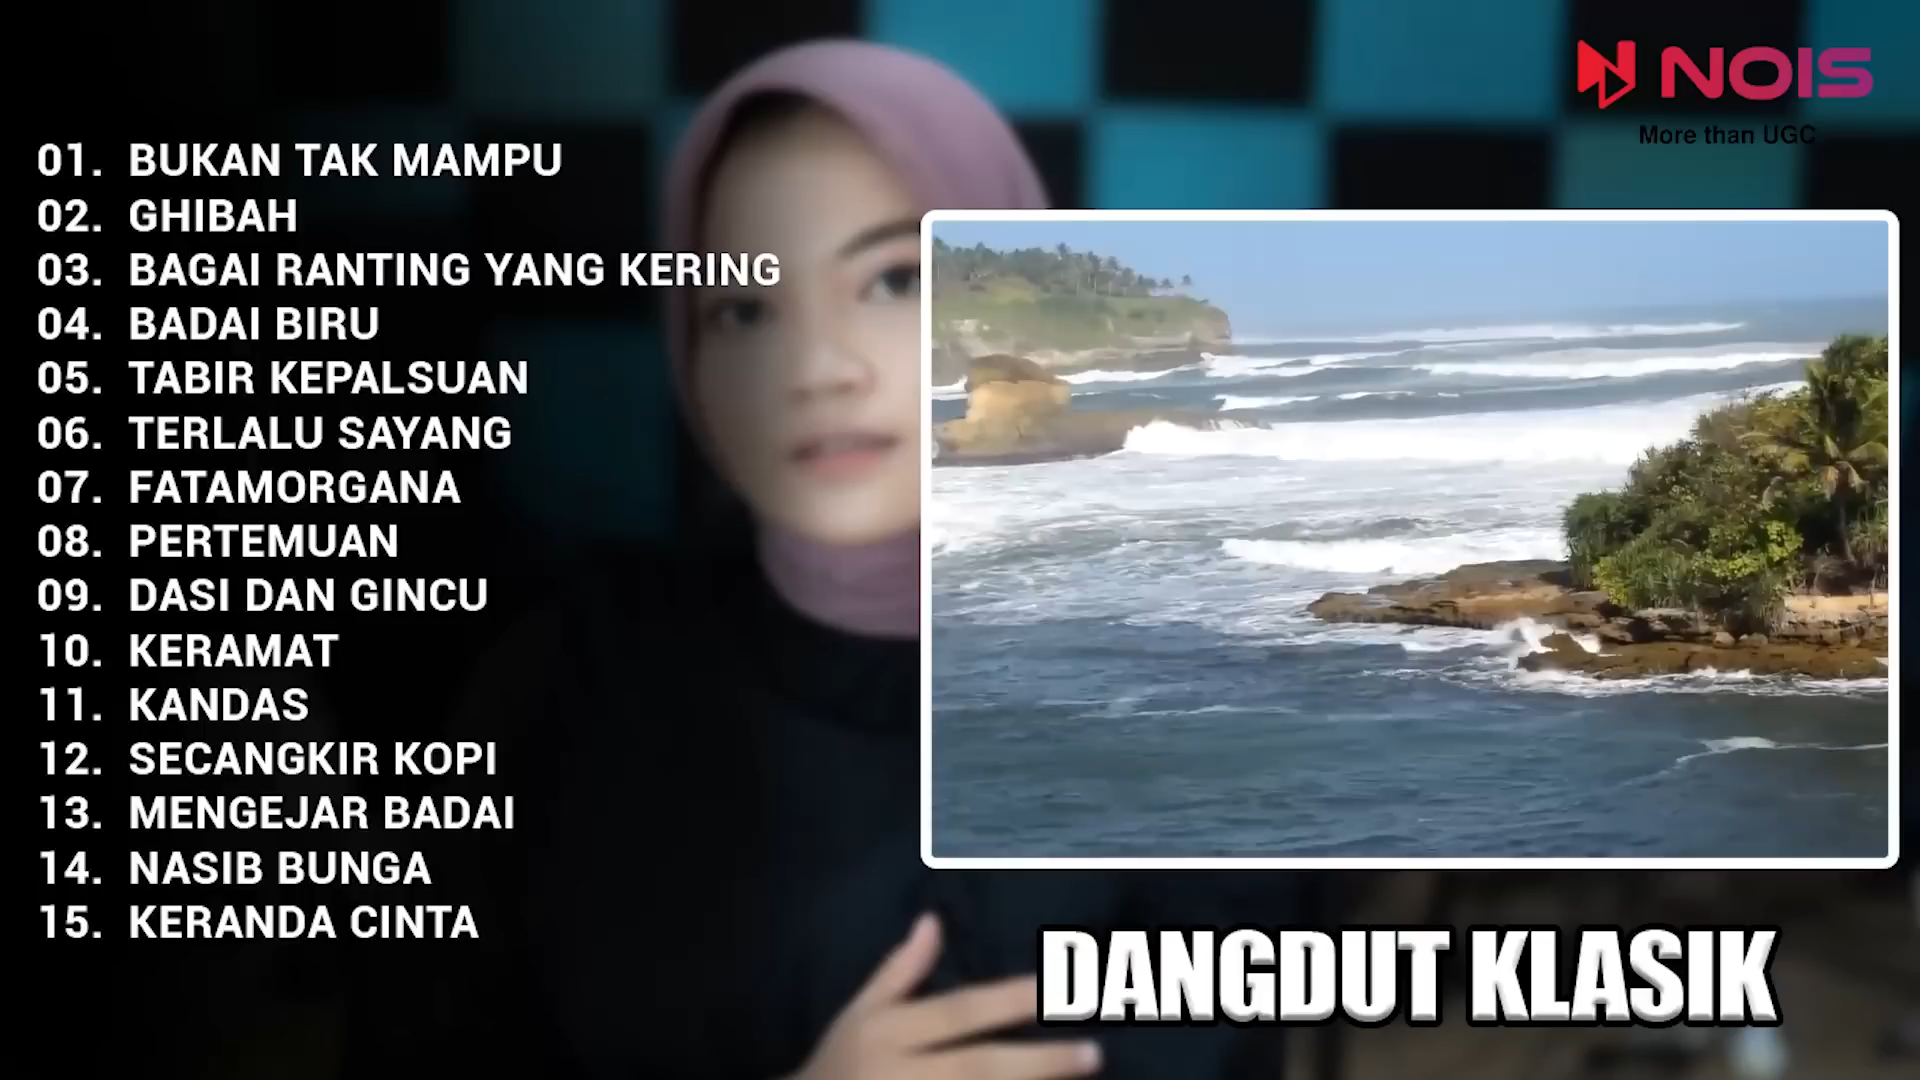 NOIS
More than UGC
01. BUKAN TAK MAMPU
02. GHIBAH
03. BAGAI RANTING YANG KERING
04. BADAI BIRU
05. TABIR KEPALSUAN
06. TERLALU SAYANG
07. FATAMORGANA
08. PERTEMUAN
09. DASI DAN GINCU
10. KERAMAT
11. KANDAS
12. SECANGKIR KOPI
13. MENGEJAR BADAI
14. NASIB BUNGA
15. KERANDA CINTA
DANGDUT KLASIK